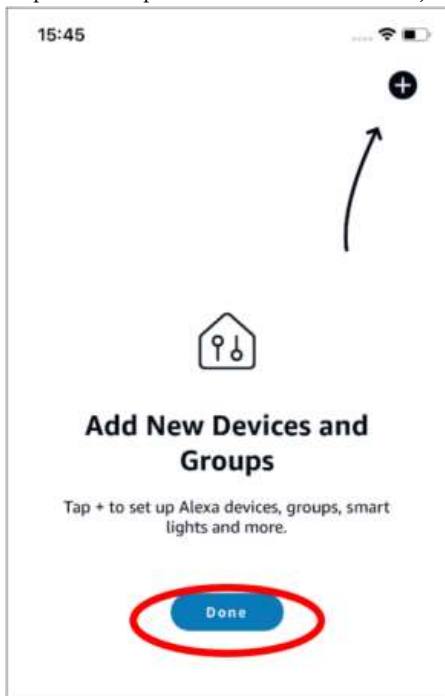 15:45
Add New Devices and
Groups
Tap + to set up Alexa devices, groups, smart
lights and more.
Done